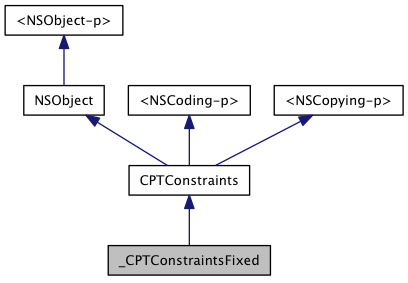 <NSObject-p>
NSObject
<NSCoding-p>
<NSCopying-p>
CPTConstraints
_CPTConstraintsFixed